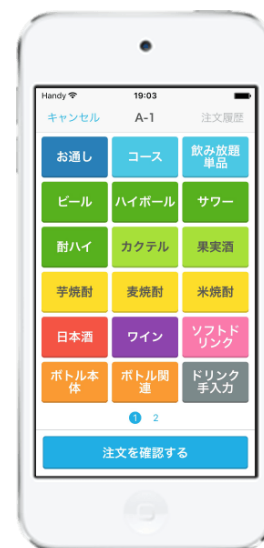 Handy 19:03
キャンセル A-1 注文履歴
お通し コース 飲み放題
単品
ビール ハイボール サワー
酎ハイ カクテル 果実酒
芋焼酎 麦焼酎 米焼酎
日本酒 ワイン ソフトド
リンク
ボトル本
体 ボトル関
連 ドリンク
手入力
1 2
注文を確認する